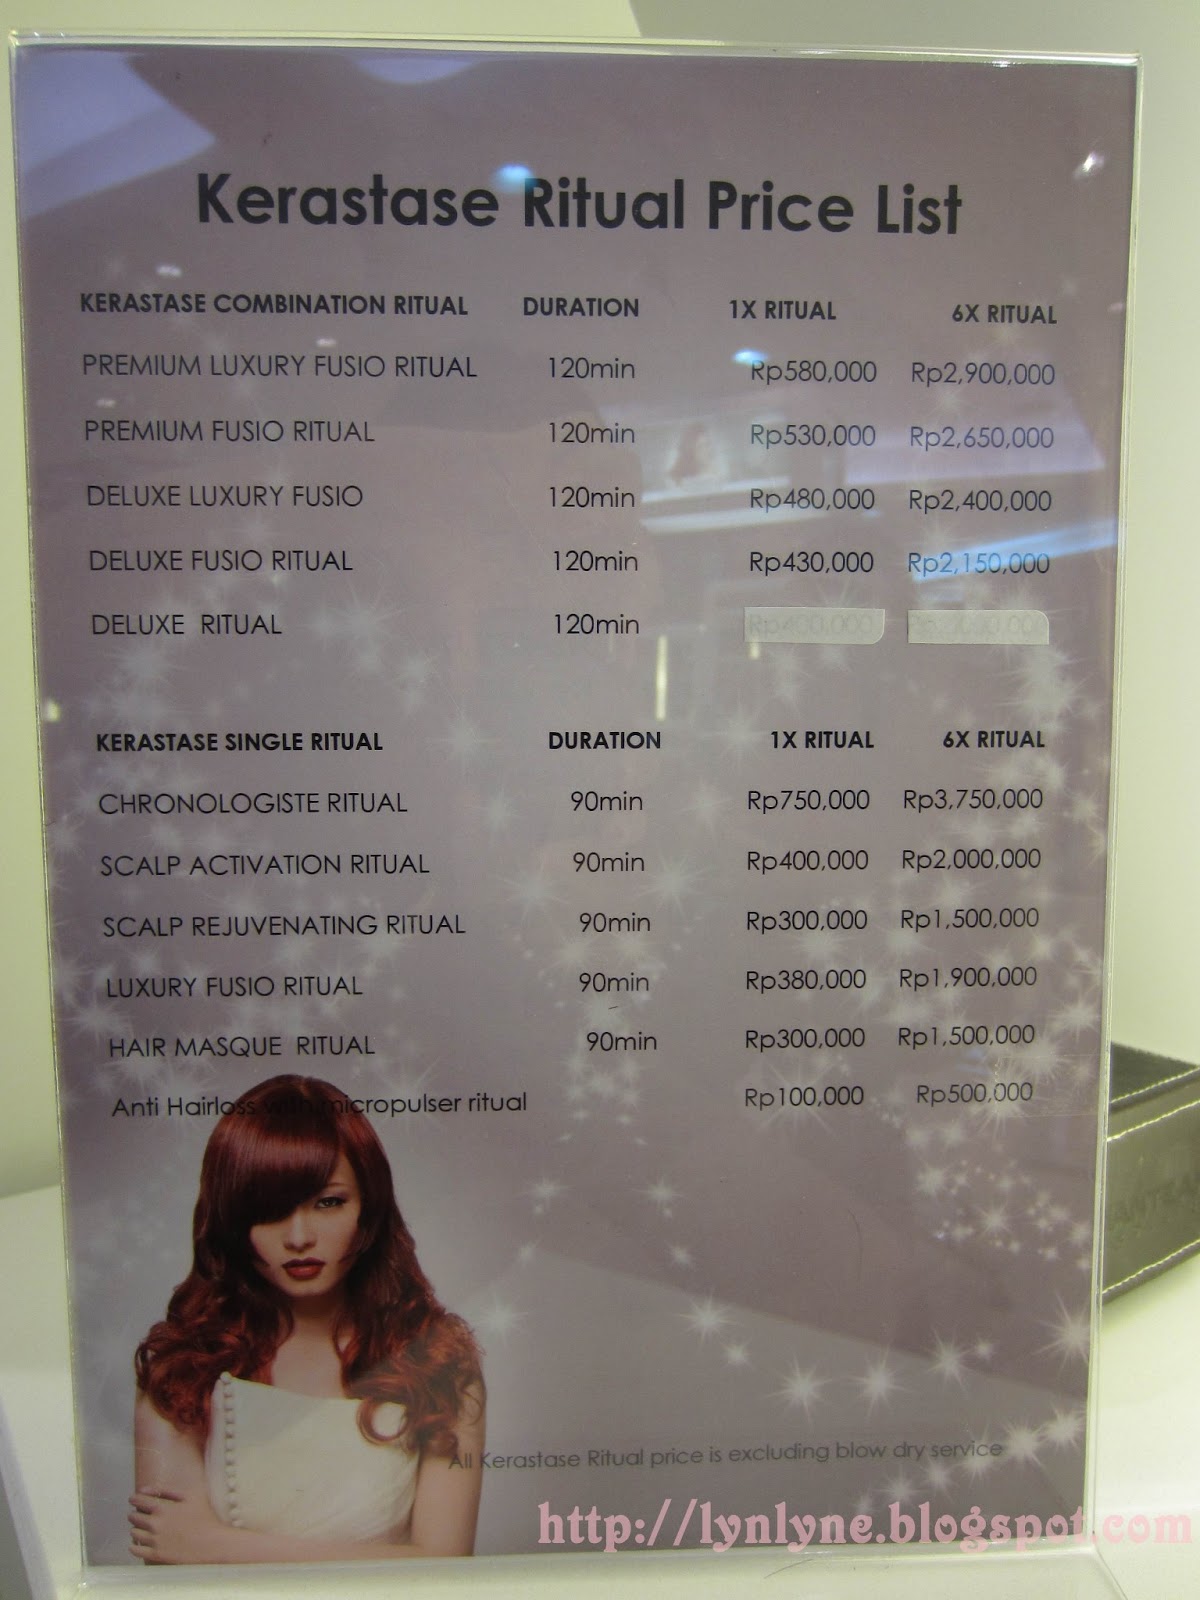 Kerastase Ritual Price List
KERASTASE COMBINATION RITUAL DURATION 1X RITUAL 6X RITUAL
PREMIUM LUXURY FUSIO RITUAL 120min Rp580,000 Rp2,900,000
PREMIUM FUSIO RITUAL 120min Rp530,000 Rp2,650,000
DELUXE LUXURY FUSIO 120min Rp480,000 Rp2,400,000
DELUXE FUSIO RITUAL 120min Rp430,000 Rp2,150,000
DELUXE RITUAL 120min Rp400,000
KERASTASE SINGLE RITUAL DURATION 1X RITUAL 6X RITUAL
CHRONOLOGISTE RITUAL 90min Rp750,000 Rp3,750,000
SCALP ACTIVATION RITUAL 90min Rp400,000 Rp2,000,000
SCALP REJUVENATING RITUAL 90min Rp300,000 Rp1,500,000
LUXURY FUSIO RITUAL 90min Rp380,000 Rp1,900,000
HAIR MASQUE RITUAL 90min Rp300,000 Rp1,500,000
Anti Hairloss with micropulser ritual Rp100,000 Rp500,000
All Kerastase Ritual price is excluding blow dry service
http://lynlyne.blogspot.com